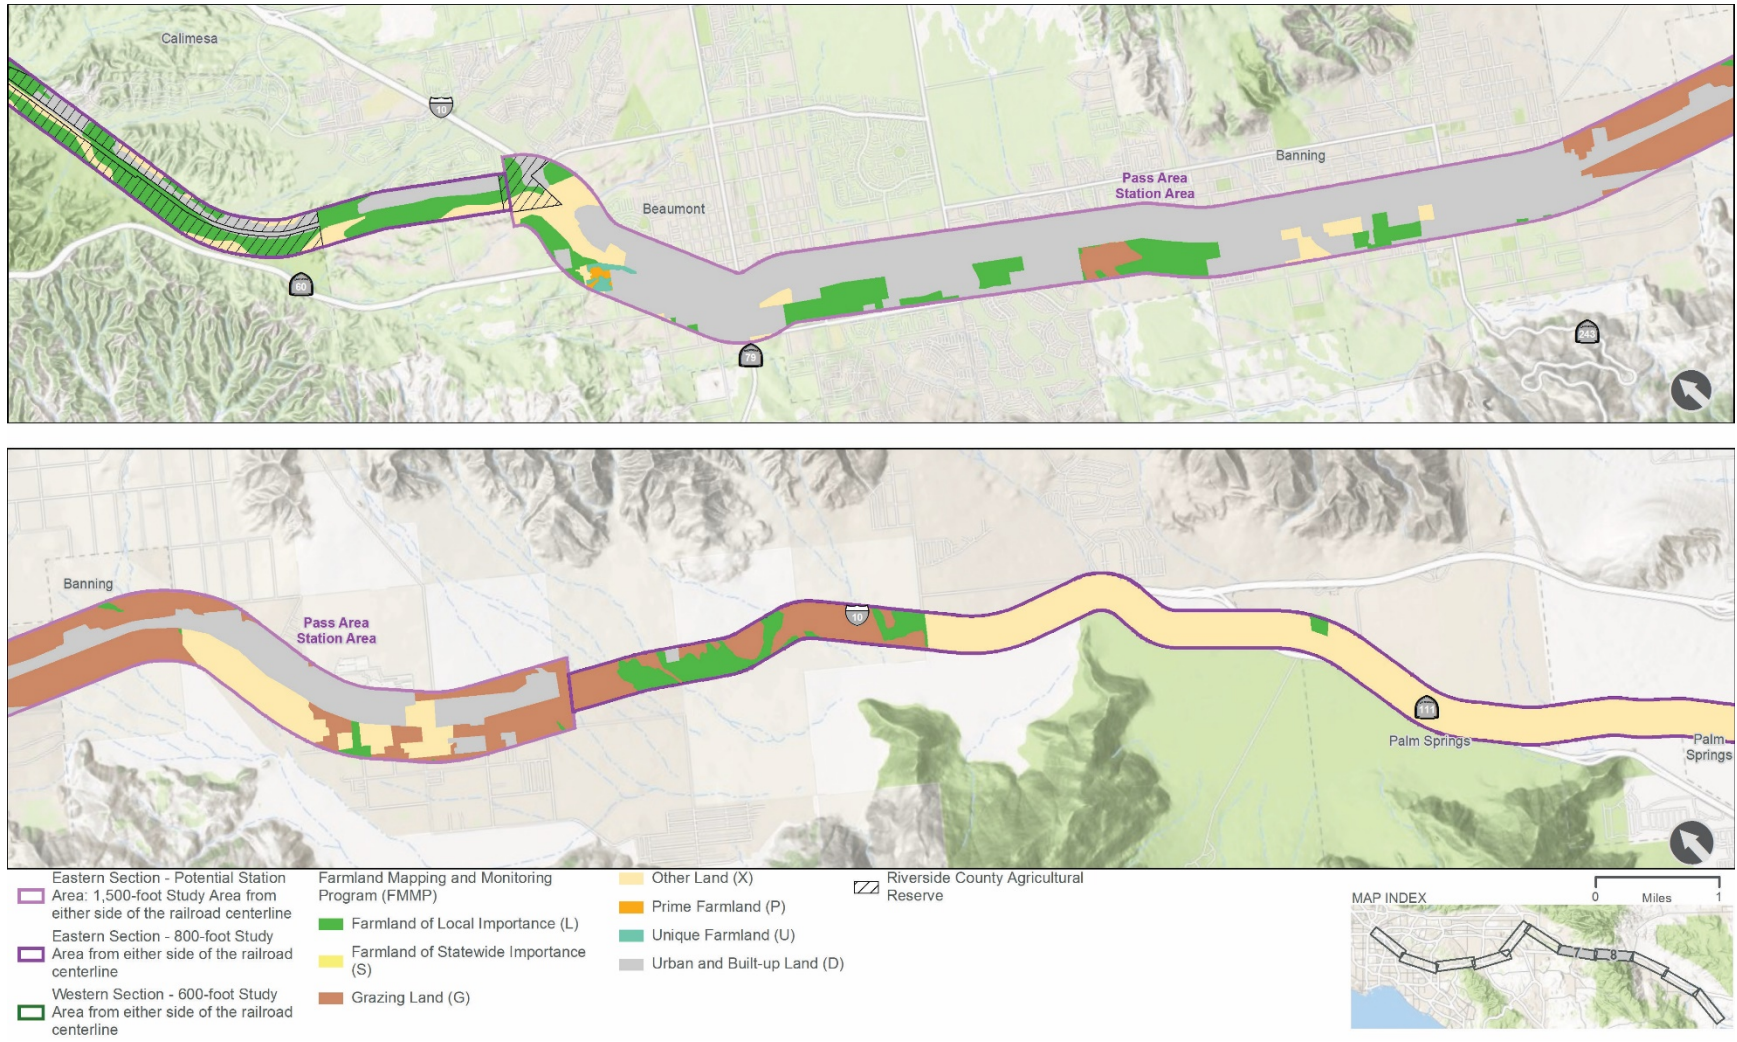 Calimesa
10
Beaumont
Pass Area
Station Area
Banning
60
79
243
Banning
Pass Area
Station Area
10
111
Palm Springs
Palm
Springs
Eastern Section - Potential Station
Area: 1,500-foot Study Area from
either side of the railroad centerline
Eastern Section - 800-foot Study
Area from either side of the railroad
centerline
Western Section - 600-foot Study
Area from either side of the railroad
centerline
Farmland Mapping and Monitoring
Program (FMMP)
Farmland of Local Importance (L)
Farmland of Statewide Importance
(S)
Grazing Land (G)
Other Land (X)
Prime Farmland (P)
Unique Farmland (U)
Urban and Built-up Land (D)
Riverside County Agricultural
Reserve
MAP INDEX
0 Miles 1
7 8